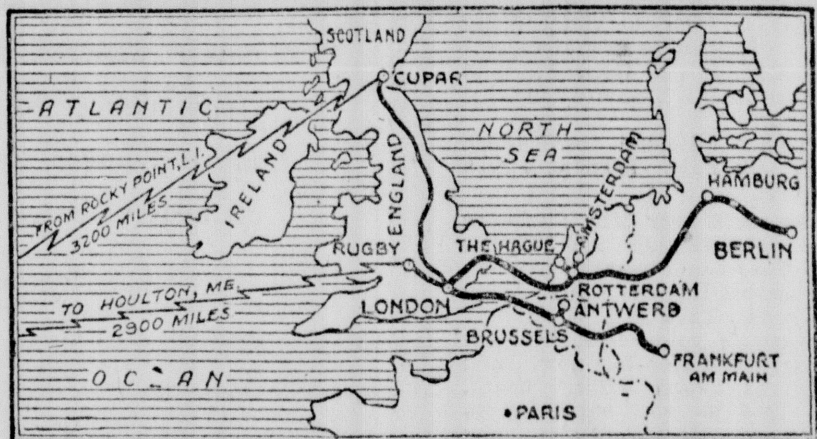 SCOTLAND
CUPAR
ATLANTIC
NORTH
SEA
AMSTERDAM
FROM ROCKY POINT, L.I.
3200 MILES
IRELAND
ENGLAND
HAMBURG
RUGBY
THE HAGUE
BERLIN
TO HOULTON, ME.
2900 MILES
LONDON
ROTTERDAM
ANTWERB
BRUSSELS
FRANKFURT
AM MAIN
OCEAN
PARIS